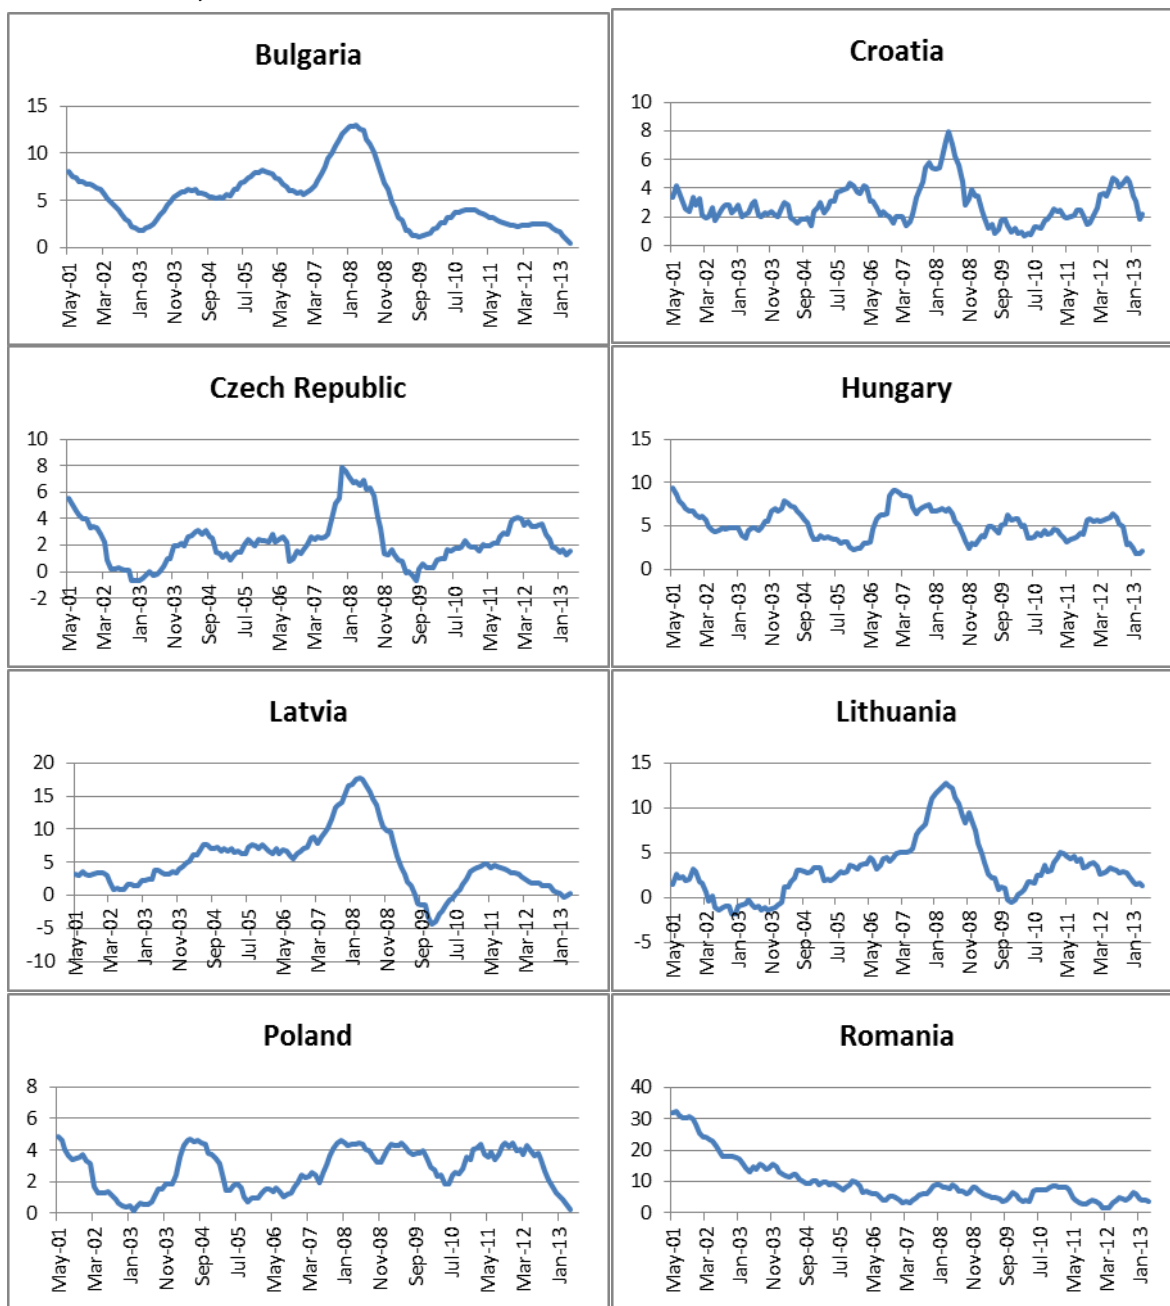 Bulgaria
15
10
5
0
May-01 Mar-02 Jan-03 Nov-03 Sep-04 Jul-05 May-06 Mar-07 Jan-08 Nov-08 Sep-09 Jul-10 May-11 Mar-12 Jan-13
Croatia
10
8
6
4
2
0
May-01 Mar-02 Jan-03 Nov-03 Sep-04 Jul-05 May-06 Mar-07 Jan-08 Nov-08 Sep-09 Jul-10 May-11 Mar-12 Jan-13
Czech Republic
10
8
6
4
2
0
-2
May-01 Mar-02 Jan-03 Nov-03 Sep-04 Jul-05 May-06 Mar-07 Jan-08 Nov-08 Sep-09 Jul-10 May-11 Mar-12 Jan-13
Hungary
15
10
5
0
May-01 Mar-02 Jan-03 Nov-03 Sep-04 Jul-05 May-06 Mar-07 Jan-08 Nov-08 Sep-09 Jul-10 May-11 Mar-12 Jan-13
Latvia
20
15
10
5
0
-5
-10
May-01 Mar-02 Jan-03 Nov-03 Sep-04 Jul-05 May-06 Mar-07 Jan-08 Nov-08 Sep-09 Jul-10 May-11 Mar-12 Jan-13
Lithuania
15
10
5
0
-5
May-01 Mar-02 Jan-03 Nov-03 Sep-04 Jul-05 May-06 Mar-07 Jan-08 Nov-08 Sep-09 Jul-10 May-11 Mar-12 Jan-13
Poland
8
6
4
2
0
May-01 Mar-02 Jan-03 Nov-03 Sep-04 Jul-05 May-06 Mar-07 Jan-08 Nov-08 Sep-09 Jul-10 May-11 Mar-12 Jan-13
Romania
40
30
20
10
0
May-01 Mar-02 Jan-03 Nov-03 Sep-04 Jul-05 May-06 Mar-07 Jan-08 Nov-08 Sep-09 Jul-10 May-11 Mar-12 Jan-13